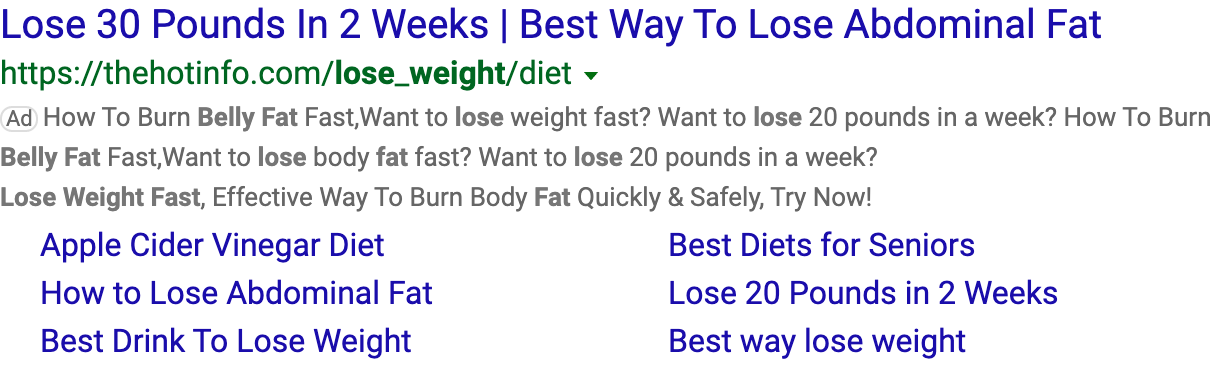 Lose 30 Pounds In 2 Weeks | Best Way To Lose Abdominal Fat
https://thehotinfo.com/lose_weight/diet
Ad How To Burn Belly Fat Fast,Want to lose weight fast? Want to lose 20 pounds in a week? How To Burn
Belly Fat Fast,Want to lose body fat fast? Want to lose 20 pounds in a week?
Lose Weight Fast, Effective Way To Burn Body Fat Quickly & Safely, Try Now!
Apple Cider Vinegar Diet
Best Diets for Seniors
How to Lose Abdominal Fat
Lose 20 Pounds in 2 Weeks
Best Drink To Lose Weight
Best way lose weight